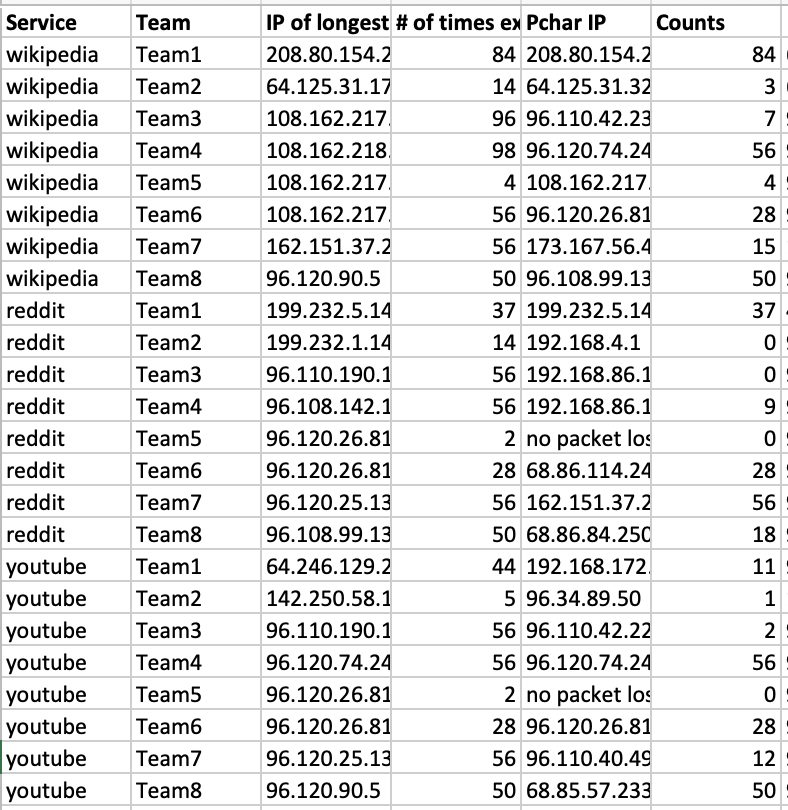 Service Team IP of longest # of times ex Pchar IP Counts
wikipedia Team1 208.80.154.2 84 208.80.154.2 84
wikipedia Team2 64.125.31.17 14 64.125.31.32 3
wikipedia Team3 108.162.217. 96 96.110.42.23 7
wikipedia Team4 108.162.218. 98 96.120.74.24 56
wikipedia Team5 108.162.217. 4 108.162.217. 4
wikipedia Team6 108.162.217. 56 96.120.26.81 28
wikipedia Team7 162.151.37.2 56 173.167.56.4 15
wikipedia Team8 96.120.90.5 50 96.108.99.13 50
reddit Team1 199.232.5.14 37 199.232.5.14 37
reddit Team2 199.232.1.14 14 192.168.4.1 0
reddit Team3 96.110.190.1 56 192.168.86.1 0
reddit Team4 96.108.142.1 56 192.168.86.1 9
reddit Team5 96.120.26.81 2 no packet los 0
reddit Team6 96.120.26.81 28 68.86.114.24 28
reddit Team7 96.120.25.13 56 162.151.37.2 56
reddit Team8 96.108.99.13 50 68.86.84.250 18
youtube Team1 64.246.129.2 44 192.168.172. 11
youtube Team2 142.250.58.1 5 96.34.89.50 1
youtube Team3 96.110.190.1 56 96.110.42.22 2
youtube Team4 96.120.74.24 56 96.120.74.24 56
youtube Team5 96.120.26.81 2 no packet los 0
youtube Team6 96.120.26.81 28 96.120.26.81 28
youtube Team7 96.120.25.13 56 96.110.40.49 12
youtube Team8 96.120.90.5 50 68.85.57.233 50